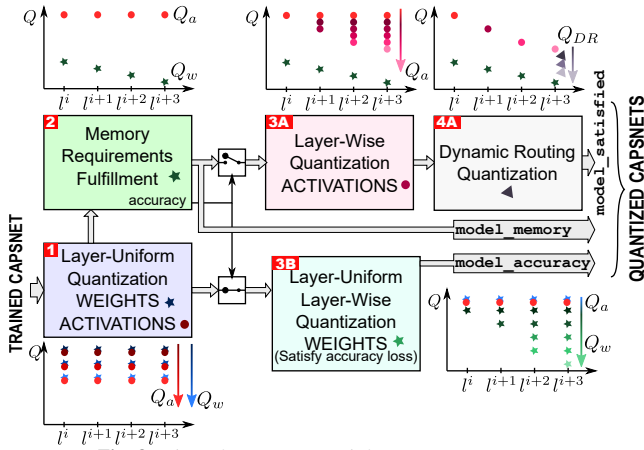 Q
Q_a
Q_w
l^i l^{i+1} l^{i+2} l^{i+3}
Q
Q_a
l^i l^{i+1} l^{i+2} l^{i+3}
Q
Q_{DR}
l^i l^{i+1} l^{i+2} l^{i+3}
2
Memory
Requirements
Fulfillment
accuracy
3A
Layer-Wise
Quantization
ACTIVATIONS
4A
Dynamic Routing
Quantization
model_satisfied
QUANTIZED CAPSNETS
model_memory
model_accuracy
TRAINED CAPSNET
1
Layer-Uniform
Quantization
WEIGHTS
ACTIVATIONS
3B
Layer-Uniform
Layer-Wise
Quantization
WEIGHTS
(Satisfy accuracy loss)
Q
Q_a
Q_w
l^i l^{i+1} l^{i+2} l^{i+3}
Q
Q_a Q_w
l^i l^{i+1} l^{i+2} l^{i+3}